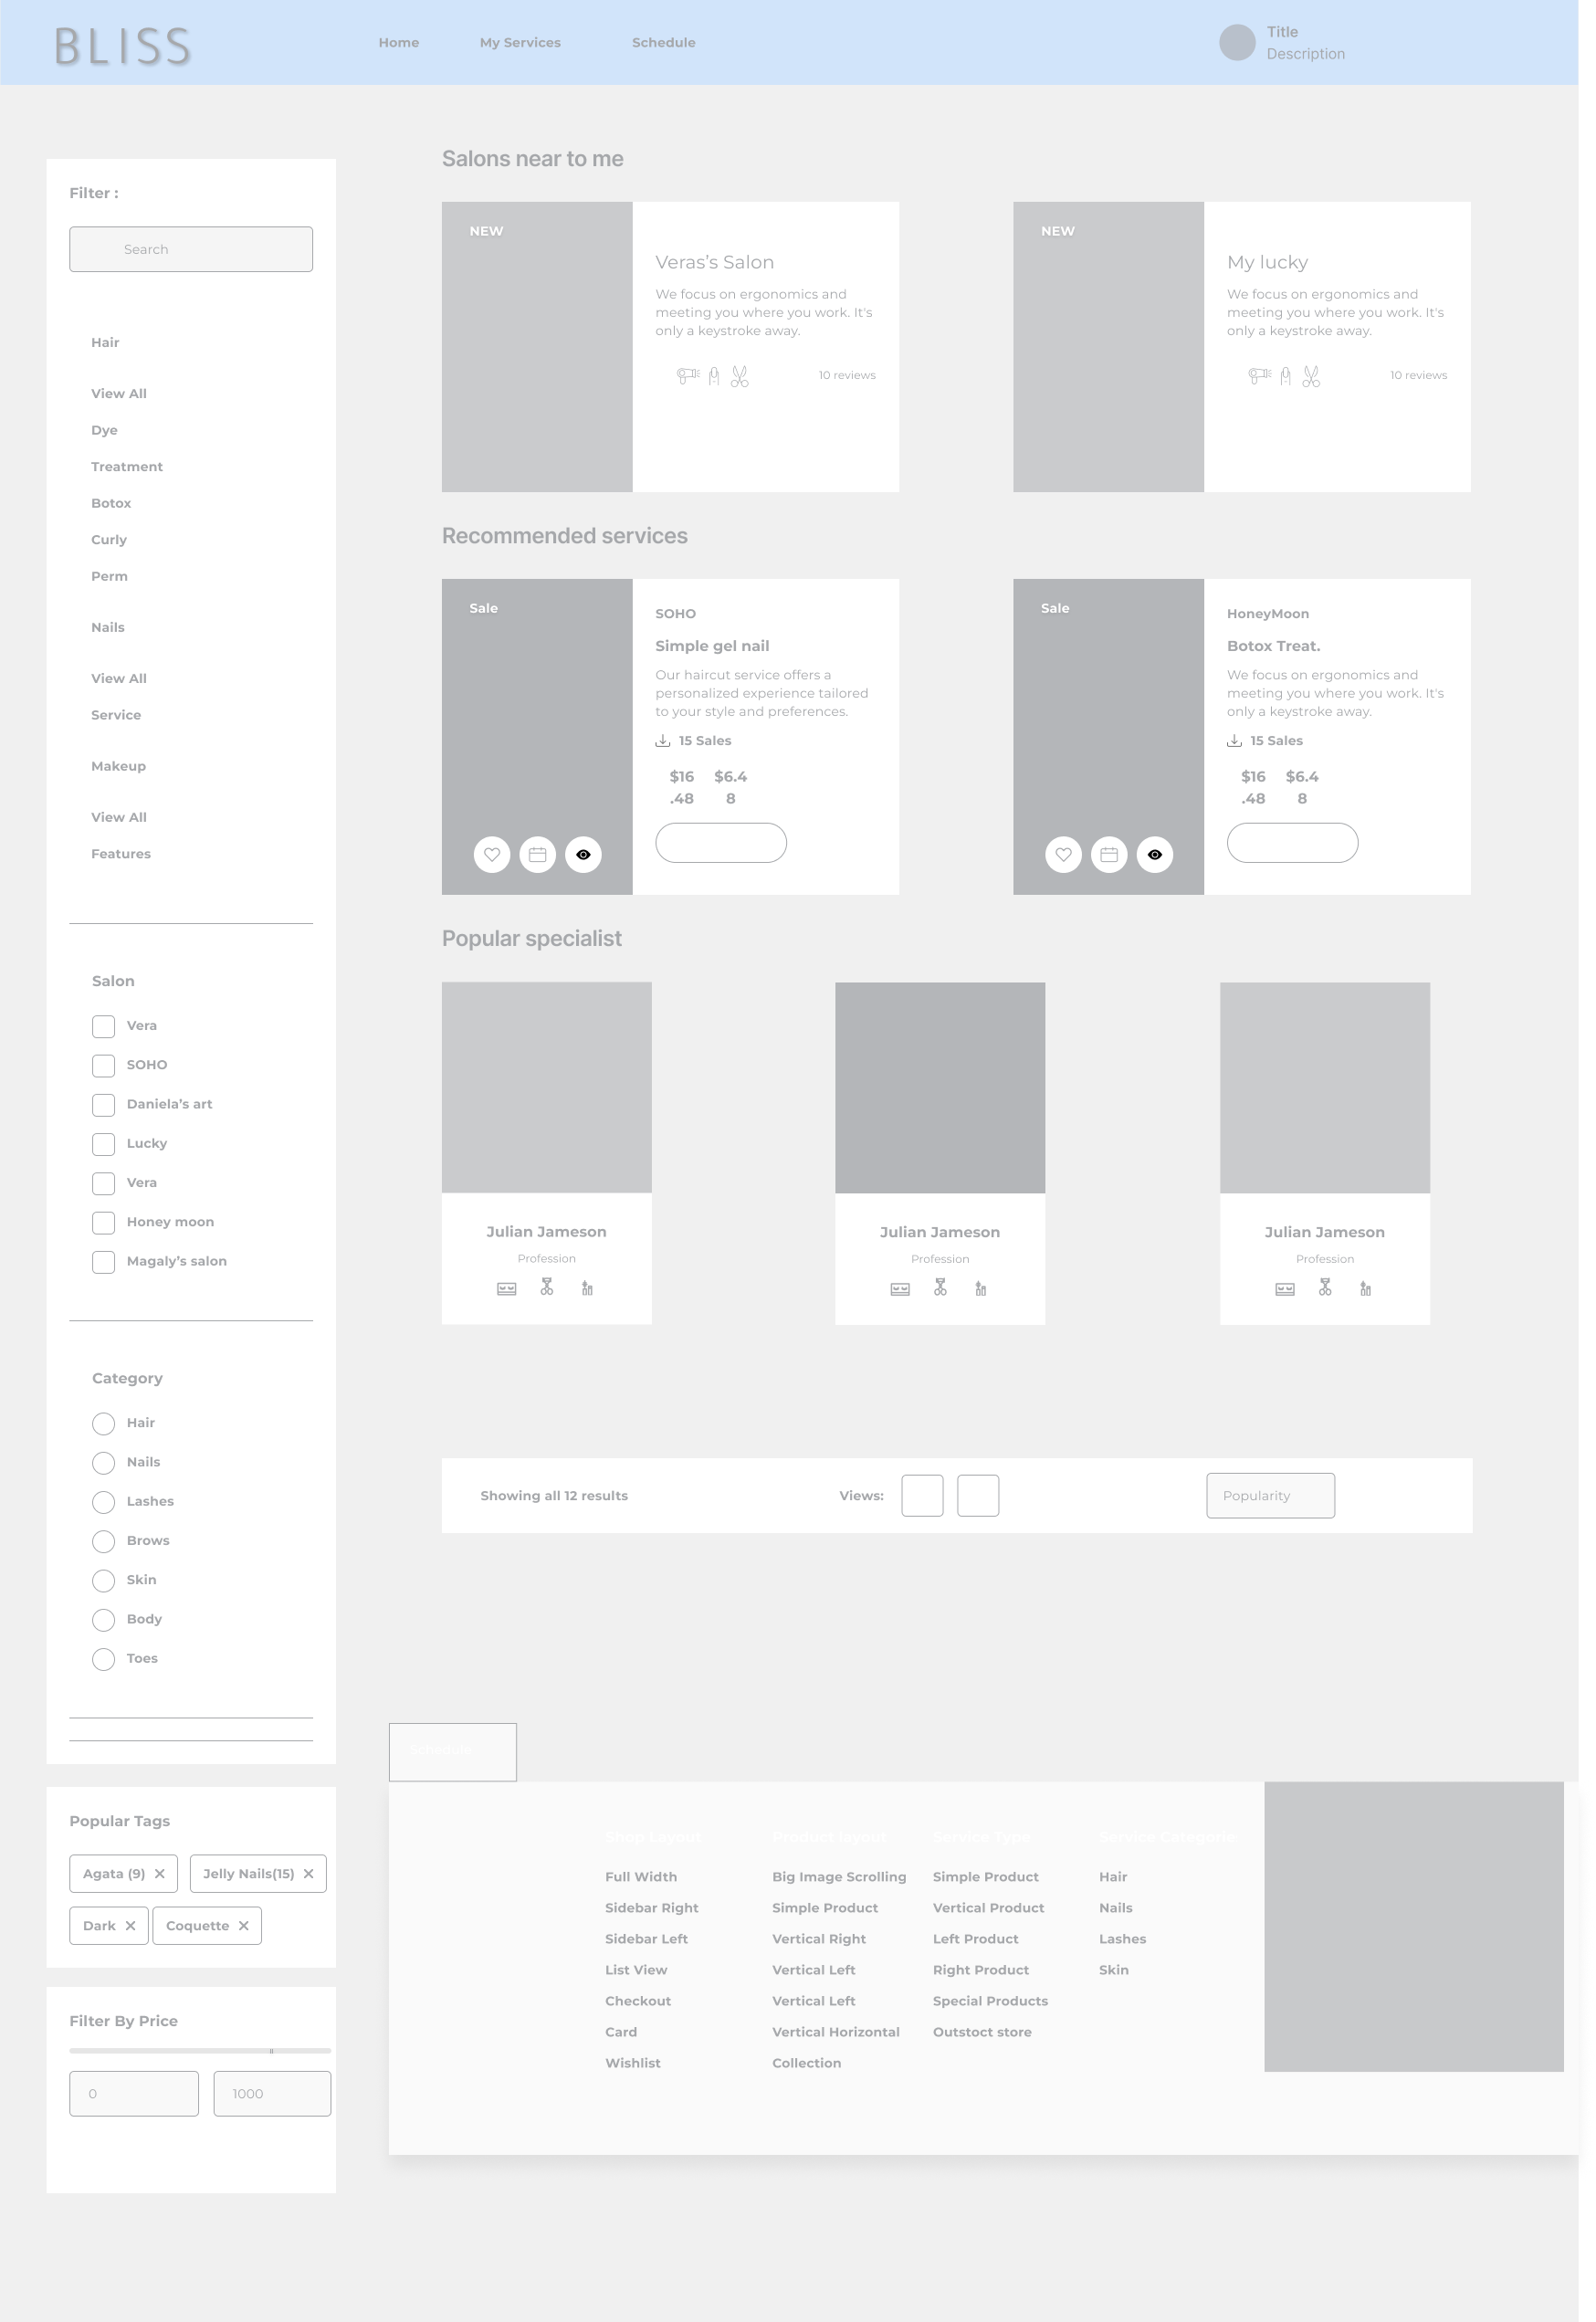 BLISS
Home
My Services
Schedule
Title
Description
Filter :
Search
Hair
View All
Dye
Treatment
Botox
Curly
Perm
Nails
View All
Service
Makeup
View All
Features
Salon
Vera
SOHO
Daniela’s art
Lucky
Vera
Honey moon
Magaly’s salon
Category
Hair
Nails
Lashes
Brows
Skin
Body
Toes
Popular Tags
Agata (9)
Jelly Nails(15)
Dark
Coquette
Filter By Price
0
1000
Salons near to me
NEW
Veras’s Salon
We focus on ergonomics and
meeting you where you work. It's
only a keystroke away.
10 reviews
NEW
My lucky
We focus on ergonomics and
meeting you where you work. It's
only a keystroke away.
10 reviews
Recommended services
Sale
SOHO
Simple gel nail
Our haircut service offers a
personalized experience tailored
to your style and preferences.
15 Sales
$16
.48
$6.4
8
Sale
HoneyMoon
Botox Treat.
We focus on ergonomics and
meeting you where you work. It's
only a keystroke away.
15 Sales
$16
.48
$6.4
8
Popular specialist
Julian Jameson
Profession
Julian Jameson
Profession
Julian Jameson
Profession
Showing all 12 results
Views:
Popularity
Schedule
Shop Layout
Full Width
Sidebar Right
Sidebar Left
List View
Checkout
Card
Wishlist
Product layout
Big Image Scrolling
Simple Product
Vertical Right
Vertical Left
Vertical Left
Vertical Horizontal
Collection
Service Type
Simple Product
Vertical Product
Left Product
Right Product
Special Products
Outstoct store
Service
Hair
Nails
Lashes
Skin